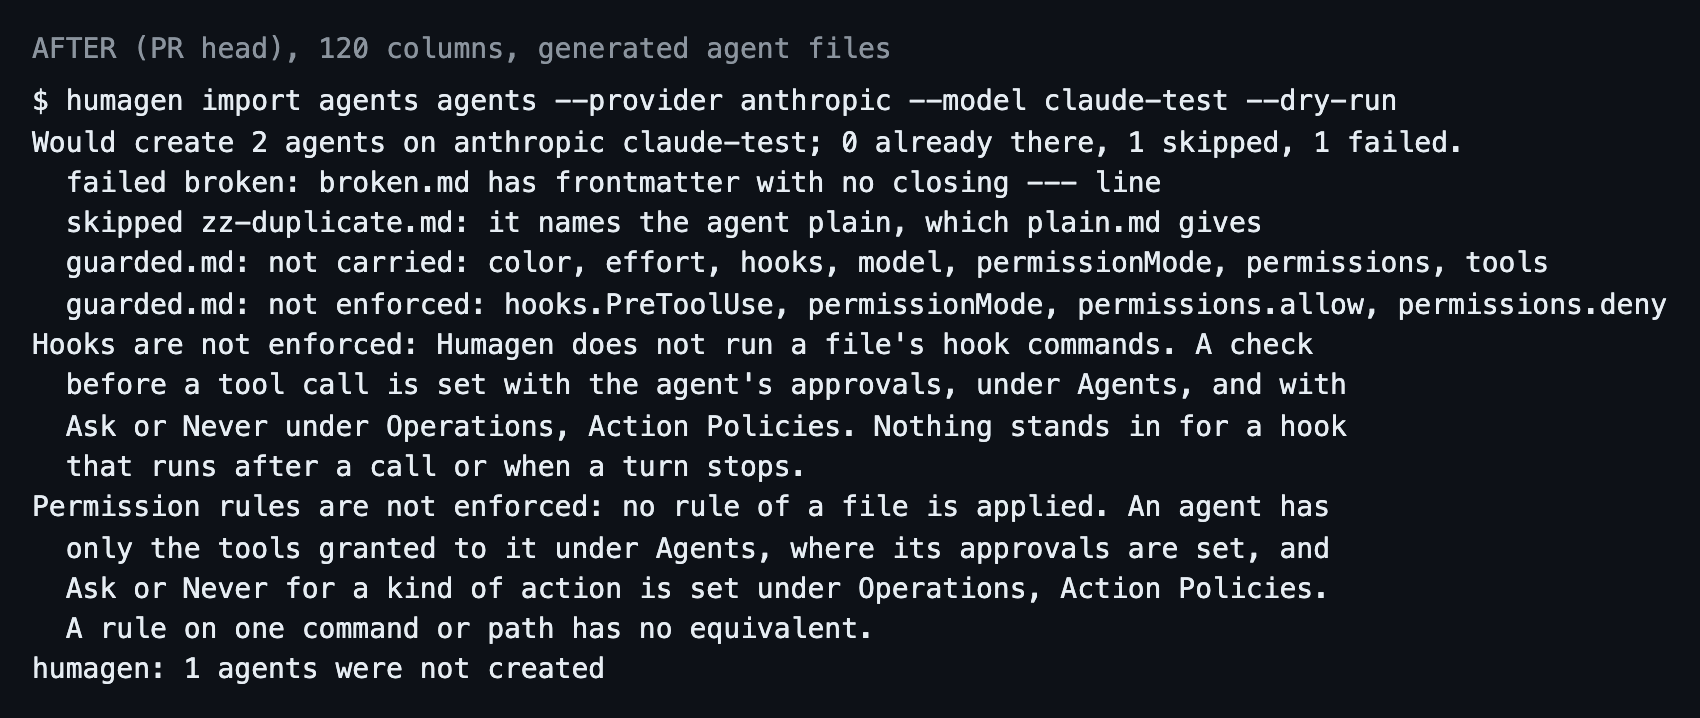 AFTER (PR head), 120 columns, generated agent files
$ humagen import agents agents --provider anthropic --model claude-test --dry-run
Would create 2 agents on anthropic claude-test; 0 already there, 1 skipped, 1 failed.
  failed broken: broken.md has frontmatter with no closing --- line
  skipped zz-duplicate.md: it names the agent plain, which plain.md gives
  guarded.md: not carried: color, effort, hooks, model, permissionMode, permissions, tools
  guarded.md: not enforced: hooks.PreToolUse, permissionMode, permissions.allow, permissions.deny
Hooks are not enforced: Humagen does not run a file's hook commands. A check
  before a tool call is set with the agent's approvals, under Agents, and with
  Ask or Never under Operations, Action Policies. Nothing stands in for a hook
  that runs after a call or when a turn stops.
Permission rules are not enforced: no rule of a file is applied. An agent has
  only the tools granted to it under Agents, where its approvals are set, and
  Ask or Never for a kind of action is set under Operations, Action Policies.
  A rule on one command or path has no equivalent.
humagen: 1 agents were not created